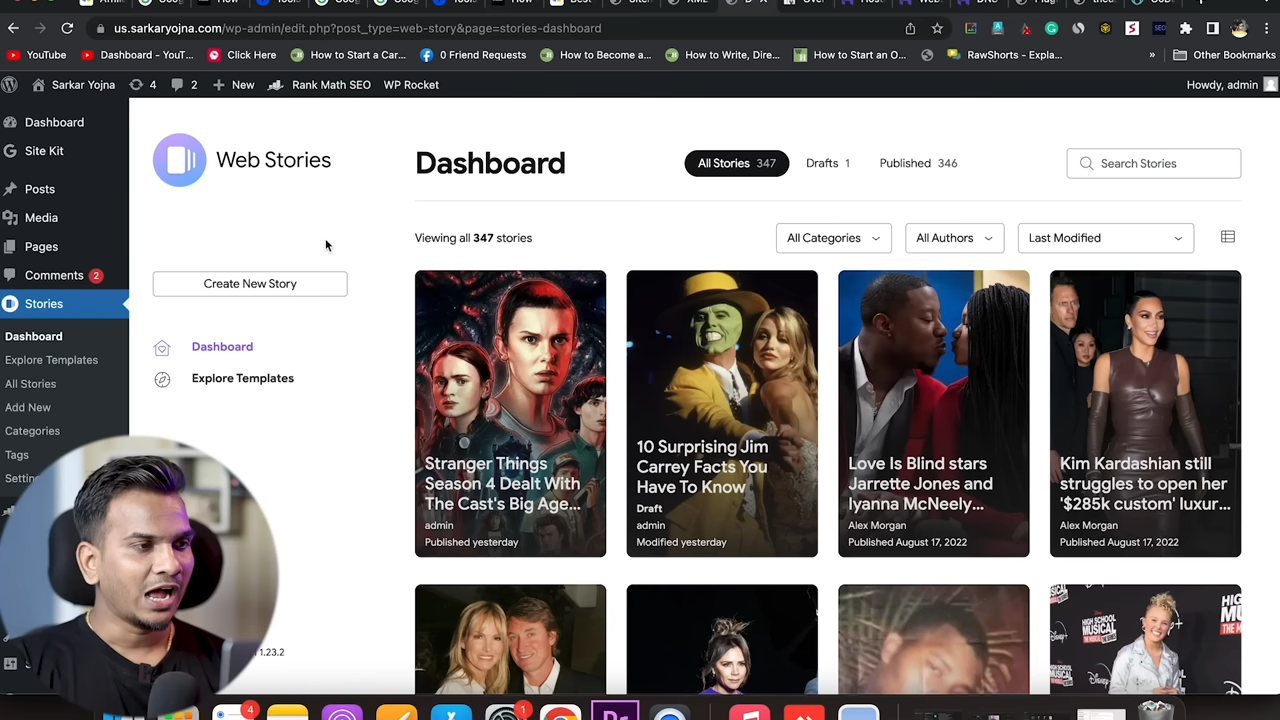 us.sarkaryojna.com/wp-admin/edit.php?post_type=web-story&page=stories-dashboard
YouTube
Dashboard - YouT...
Click Here
How to Start a Car...
0 Friend Requests
How to Become a...
How to Write, Dire...
How to Start an O...
RawShorts - Expla...
»
Other Bookmarks
Sarkar Yojna
4
2
New
Rank Math SEO
WP Rocket
Howdy, admin
Dashboard
Site Kit
Posts
Media
Pages
Comments 2
Stories
Dashboard
Explore Templates
All Stories
Add New
Categories
Tags
Web Stories
Create New Story
Dashboard
Explore Templates
1.23.2
Dashboard
All Stories 347
Drafts 1
Published 346
Search Stories
Viewing all 347 stories
All Categories
All Authors
Last Modified
Stranger Things
Season 4 Dealt With
The Cast's Big Age...
admin
Published yesterday
10 Surprising Jim
Carrey Facts You
Have To Know
Draft
admin
Modified yesterday
Love Is Blind stars
Jarrette Jones and
Iyanna McNeely...
Alex Morgan
Published August 17, 2022
Kim Kardashian still
struggles to open her
'$285k custom' luxur...
Alex Morgan
Published August 17, 2022
HIGH
SCHOOL
MUSICAL
Disney+
4
1